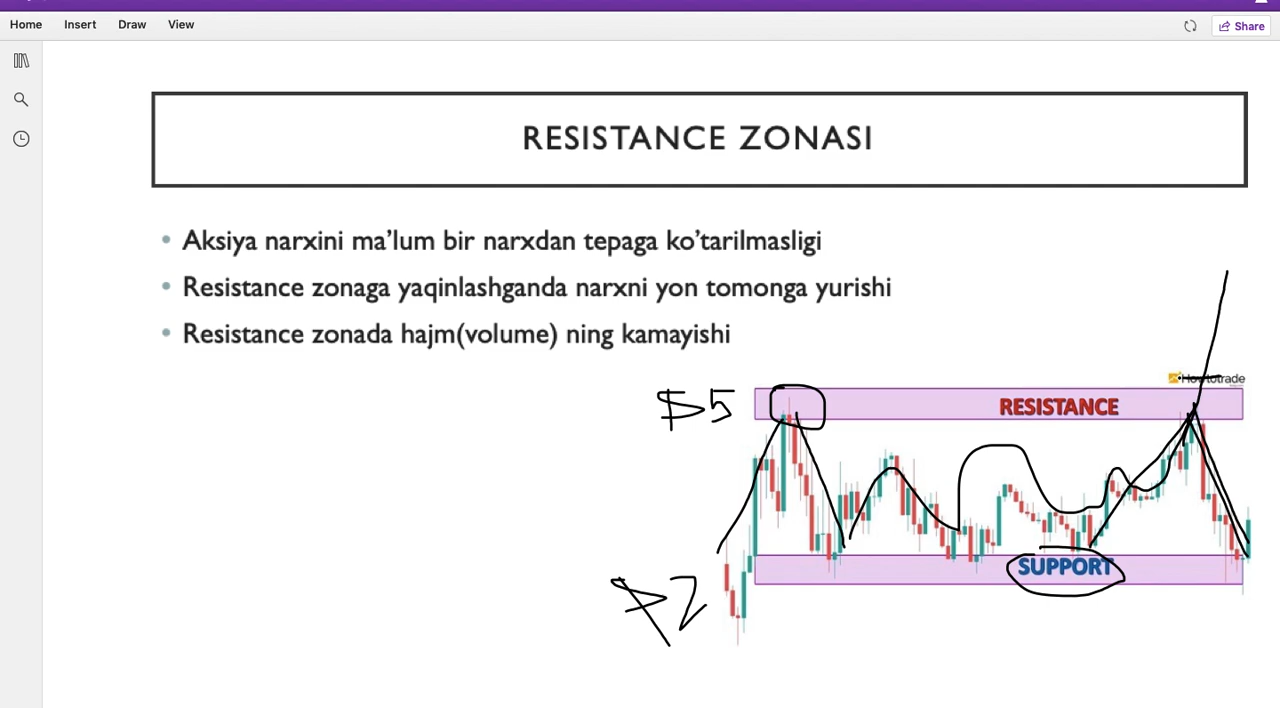 Home Insert Draw View Share
RESISTANCE ZONASI
• Aksiya narxini ma’lum bir narxdan tepaga ko’tarilmasligi
• Resistance zonaga yaqinlashganda narxni yon tomonga yurishi
• Resistance zonada hajm(volume) ning kamayishi
Howtotrade
$5 RESISTANCE
SUPPORT
$2